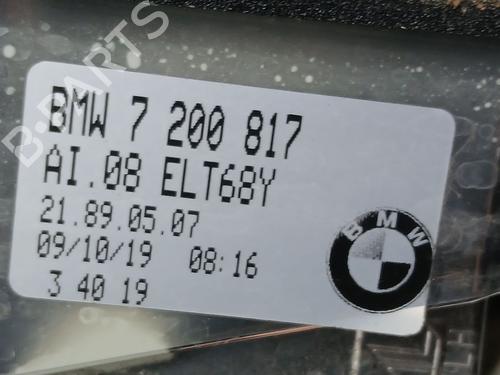 B-PARTS
BMW 7 200 817
AI.08 ELT68Y
21.89.05.07
09/10/19 08:16
3 40 19
BMW